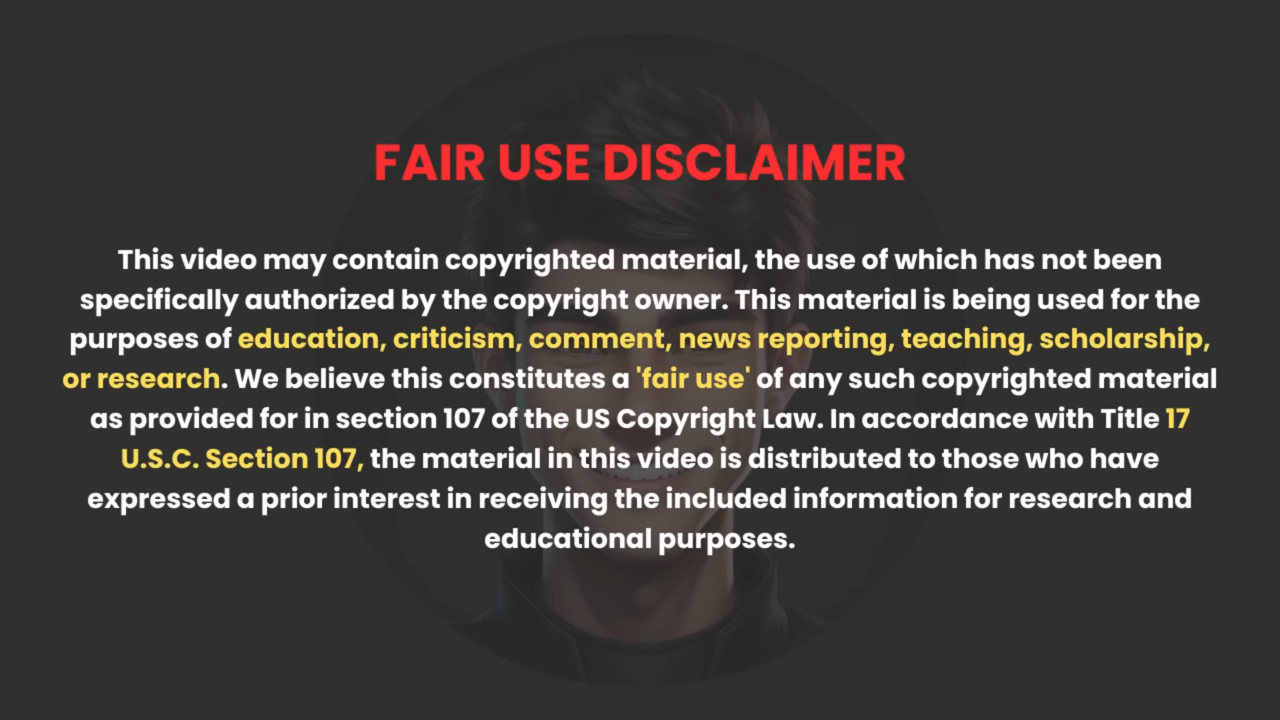 FAIR USE DISCLAIMER
This video may contain copyrighted material, the use of which has not been
specifically authorized by the copyright owner. This material is being used for the
purposes of education, criticism, comment, news reporting, teaching, scholarship,
or research. We believe this constitutes a 'fair use' of any such copyrighted material
as provided for in section 107 of the US Copyright Law. In accordance with Title 17
U.S.C. Section 107, the material in this video is distributed to those who have
expressed a prior interest in receiving the included information for research and
educational purposes.